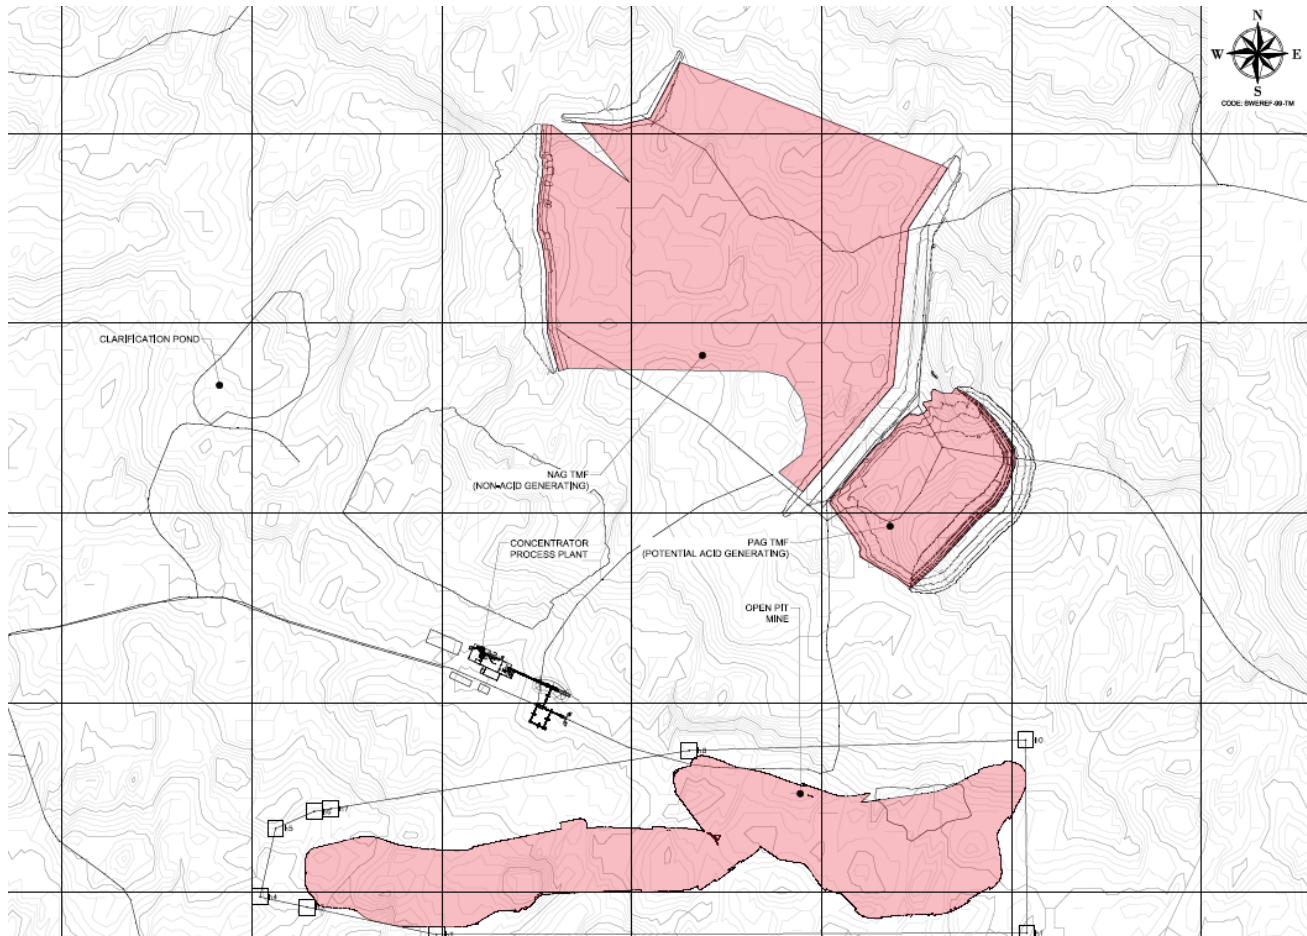 N
W E
S
CODE: SWEREF-99-TM
CLARIFICATION POND
NAG TMF
(NON-ACID GENERATING)
CONCENTRATOR
PROCESS PLANT
PAG TMF
(POTENTIAL ACID GENERATING)
OPEN PIT
MINE